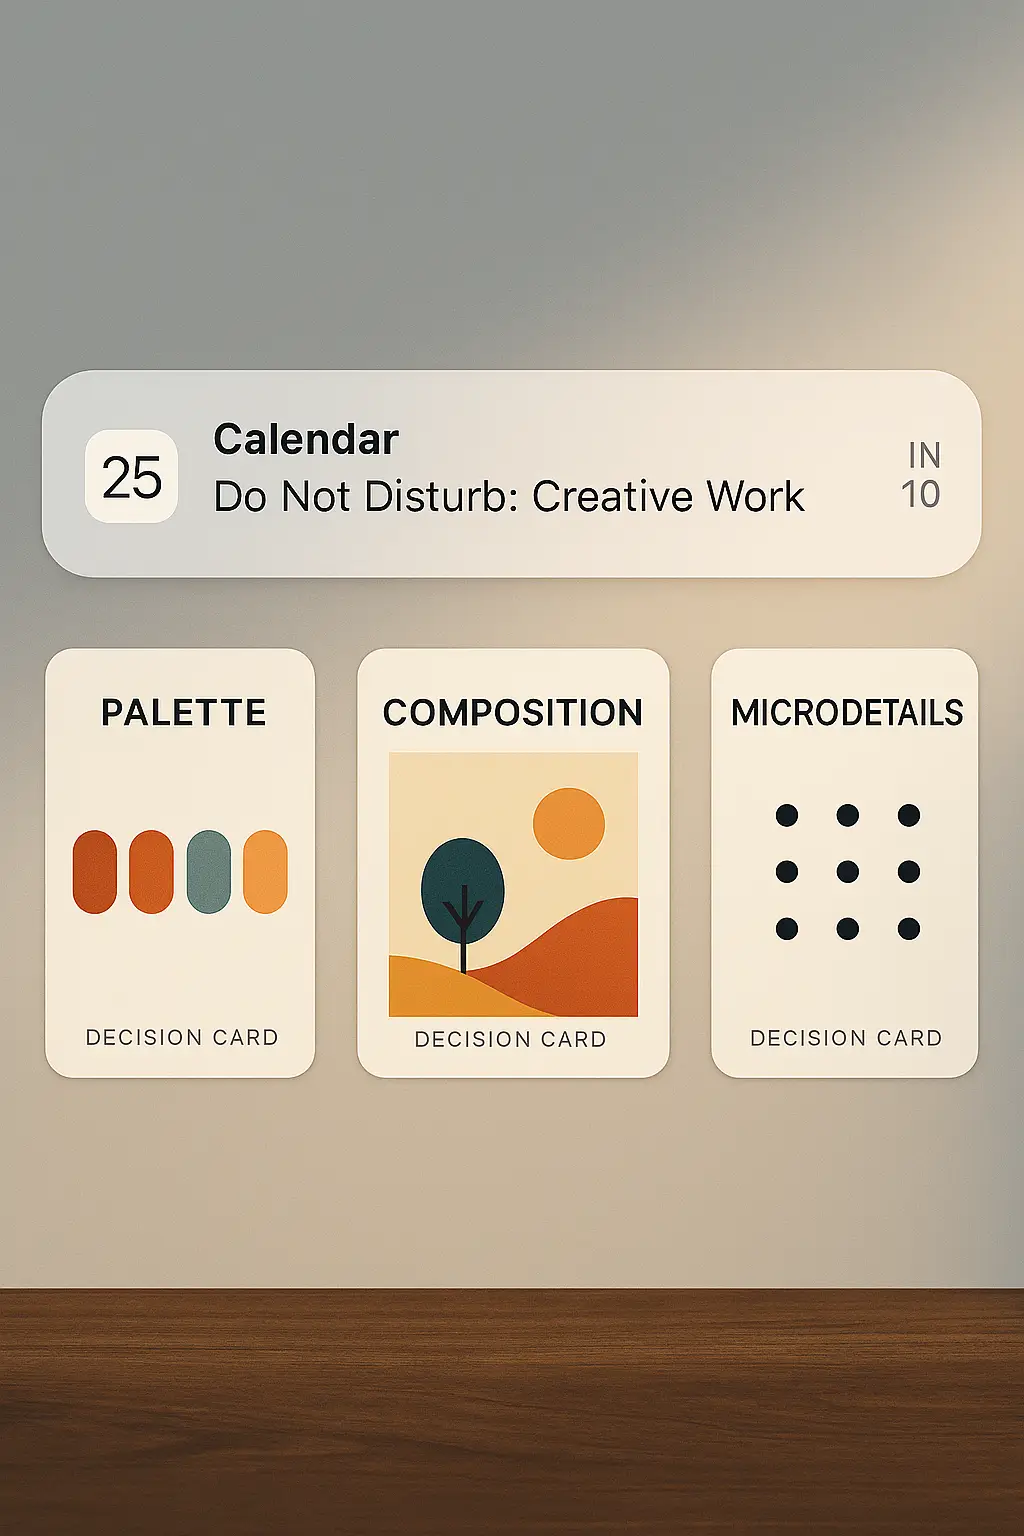 25
Calendar
Do Not Disturb: Creative Work
IN
10
PALETTE
DECISION CARD
COMPOSITION
DECISION CARD
MICRODETAILS
DECISION CARD